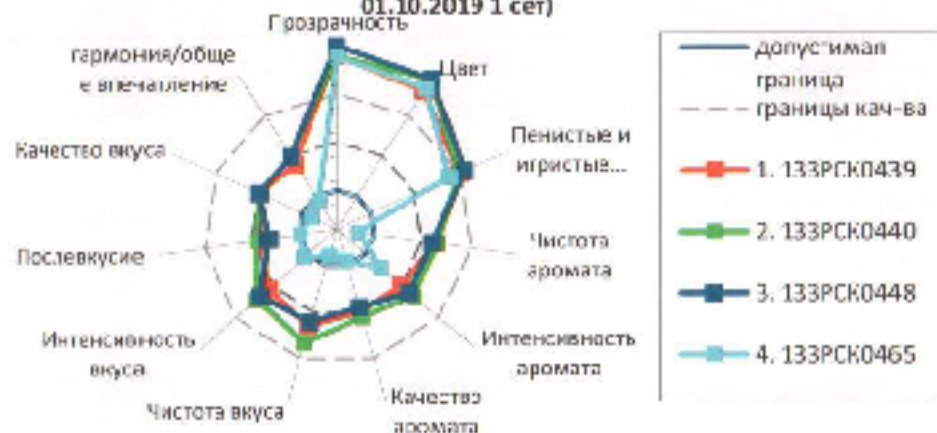 01.10.2019 1 сет)
Прозрачность
гармония/обще
е впечатление
Цвет
Качество вкуса
Пенистые и
игристые...
Послевкусие
Чистота
аромата
Интенсивность
вкуса
Интенсивность
аромата
Чистота вкуса
Качество
аромата
допустимая
граница
границы кач-ва
1. 133РСК0439
2. 133РСК0440
3. 133РСК0448
4. 133РСК0465